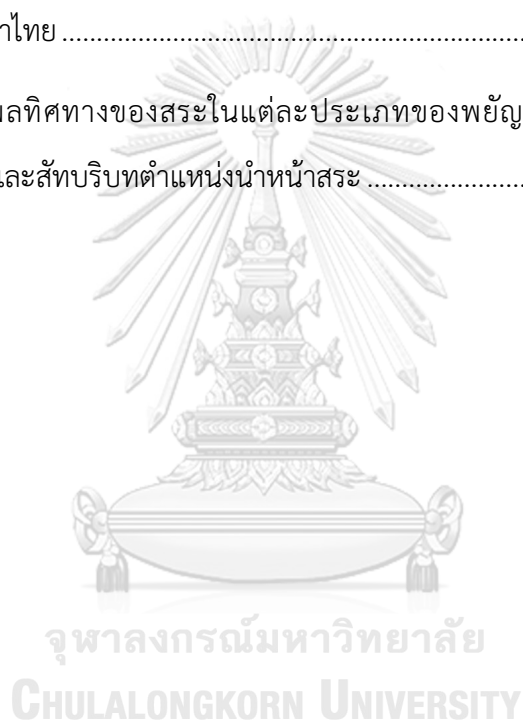 าไทย ................................................................
ผลทิศทางของสระในแต่ละประเภทของพยัญ
และสัทบริบทตำแหน่งนำหน้าสระ .......................
จุฬาลงกรณ์มหาวิทยาลัย
CHULALONGKORN UNIVERSITY